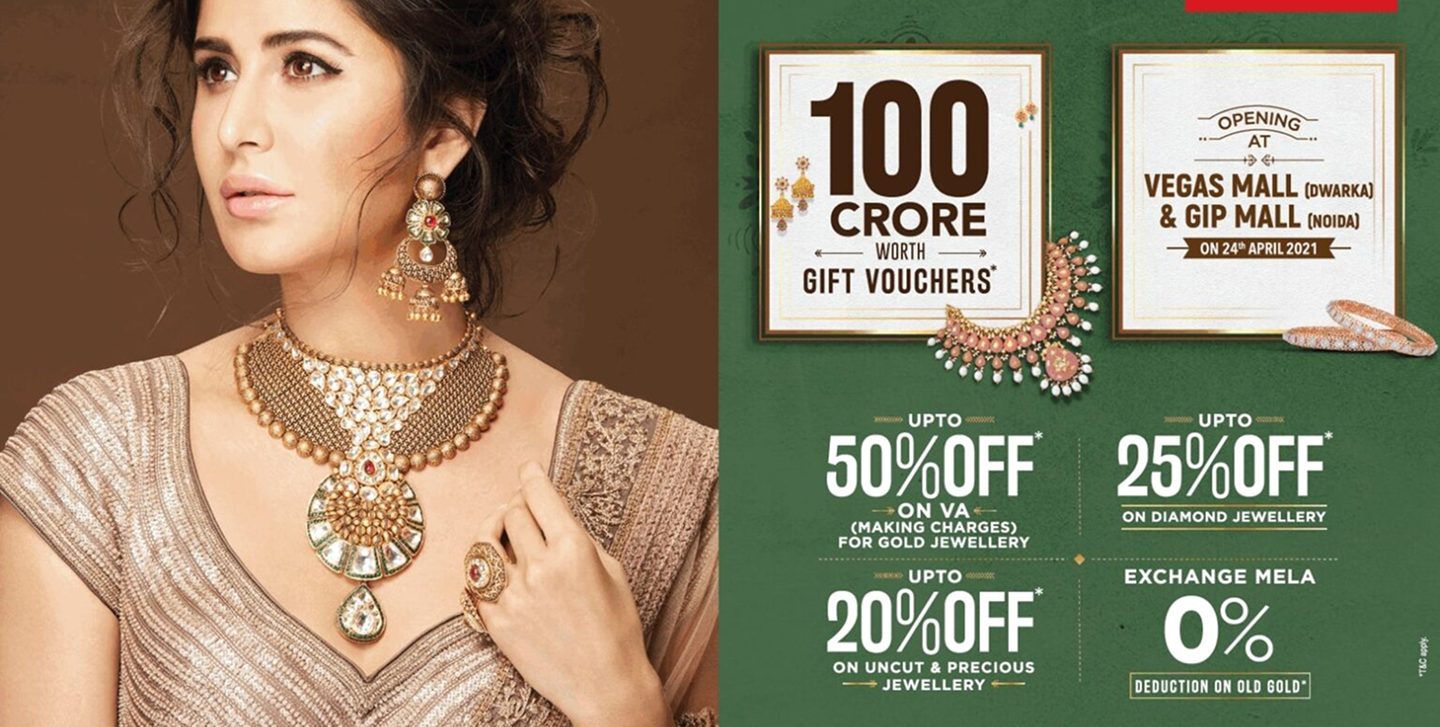 100
CRORE
WORTH
GIFT VOUCHERS*
OPENING
AT
VEGAS MALL (DWARKA)
& GIP MALL (NOIDA)
ON 24th APRIL 2021
UPTO
50%OFF*
ON VA
(MAKING CHARGES)
FOR GOLD JEWELLERY
UPTO
25%OFF*
ON DIAMOND JEWELLERY
UPTO
20%OFF*
ON UNCUT & PRECIOUS
JEWELLERY
EXCHANGE MELA
0%
DEDUCTION ON OLD GOLD*
*T&C apply.